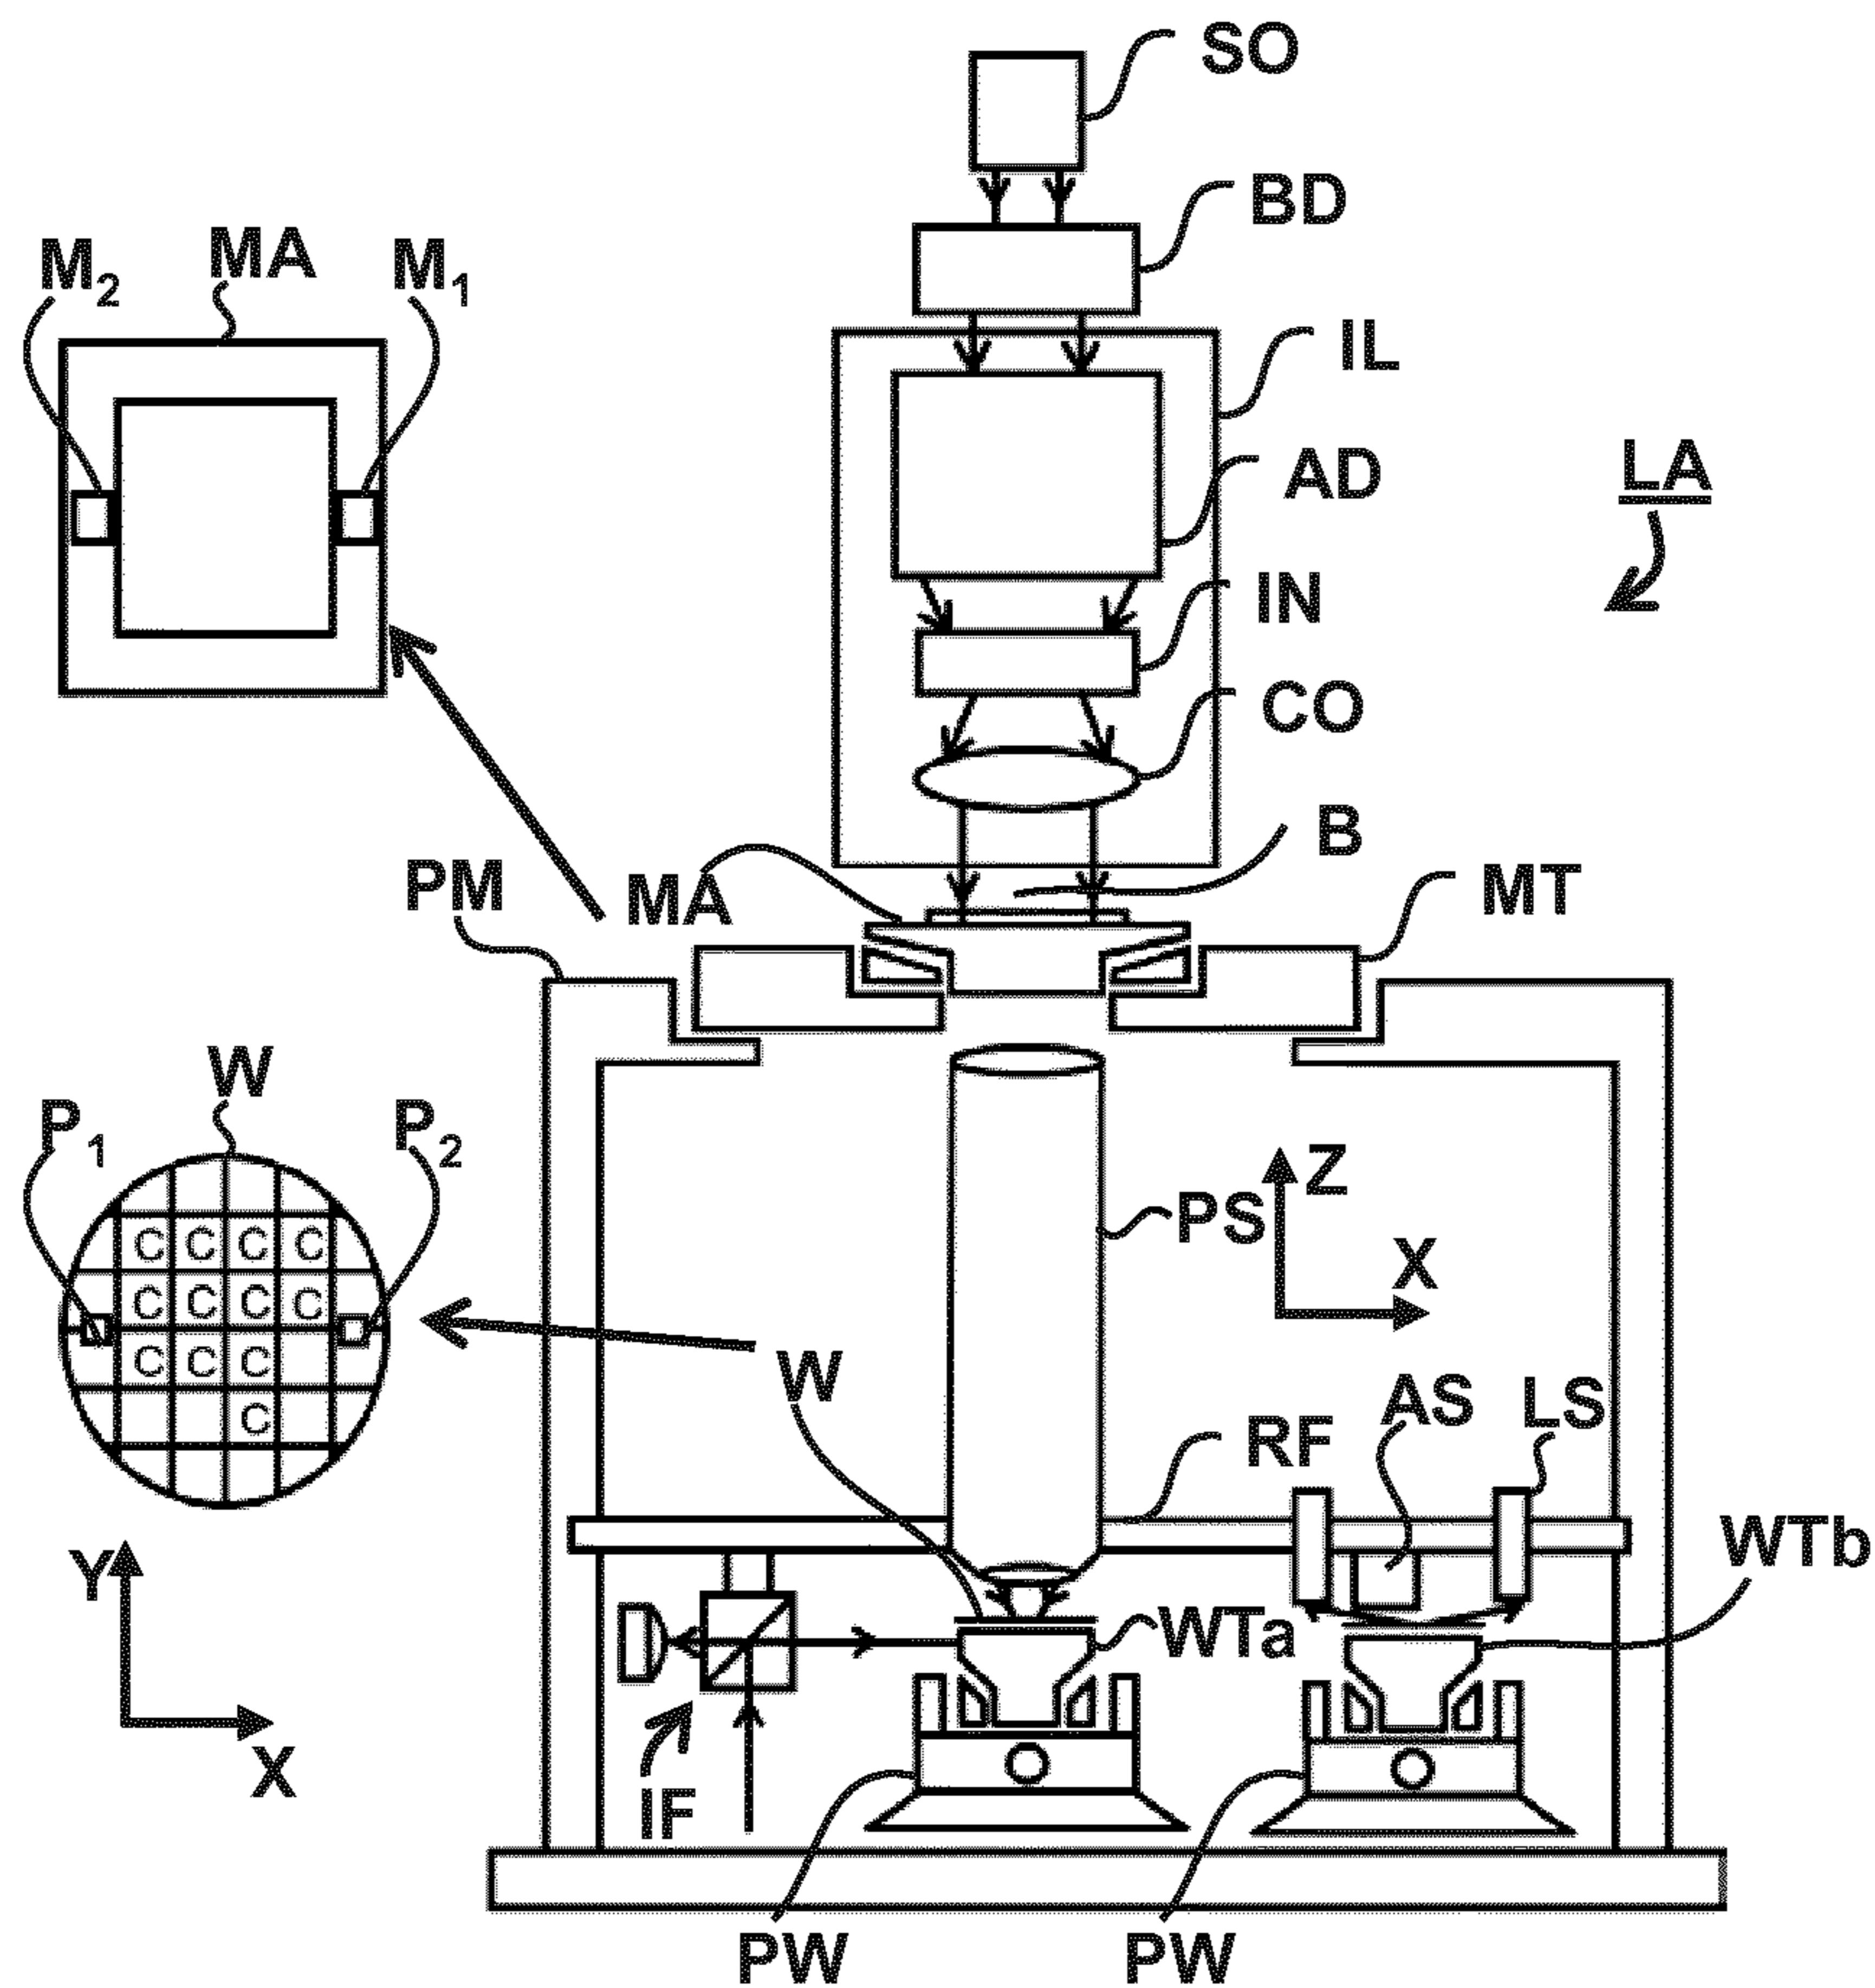 SO
BD
M2 MA M1
IL
AD
LA
IN
CO
B
PM MA MT
W
P1 P2
Z
PS
X
C C C C
C C C C
C C C
C
W AS LS
RF
WTb
Y
WTa
X
IF
PW PW